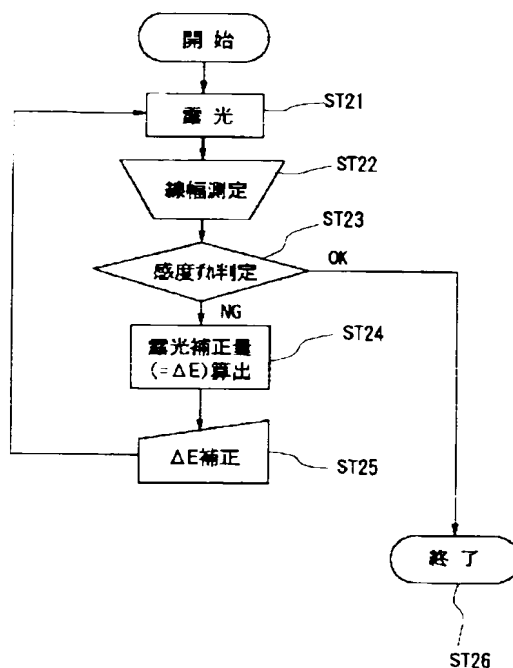 開 始
露 光
ST21
線幅測定
ST22
感度ずれ判定
ST23
OK
NG
露光補正量
(=ΔE)算出
ST24
ΔE補正
ST25
終 了
ST26